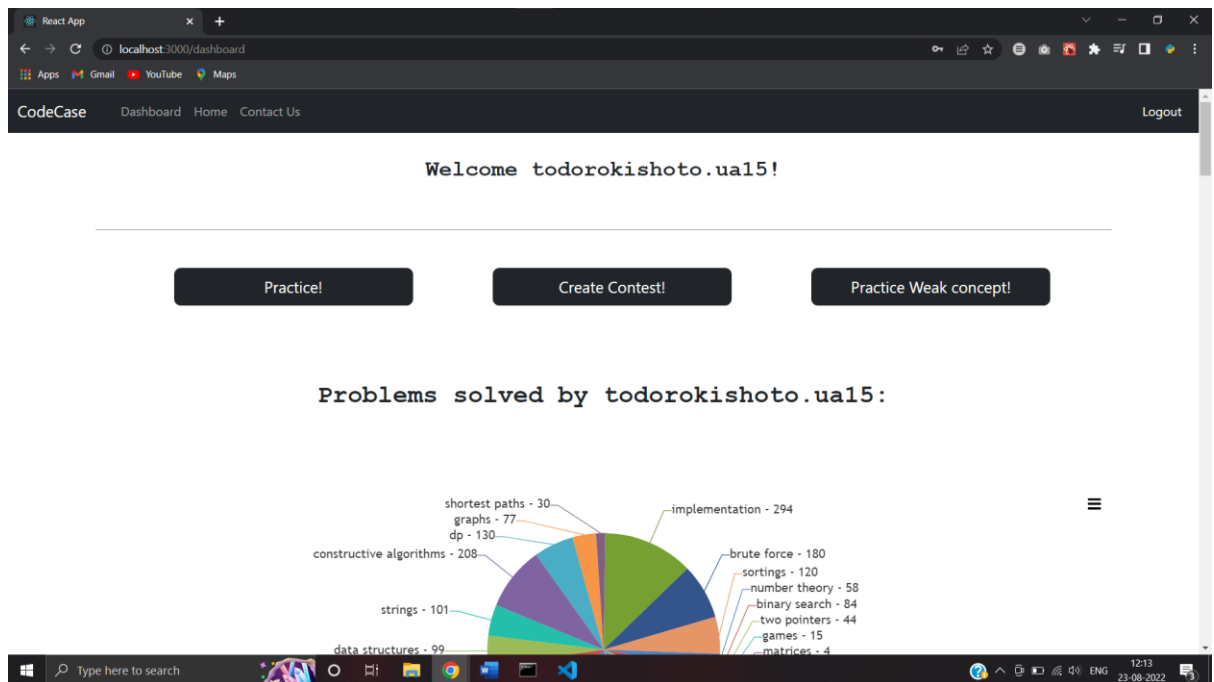 React App
localhost:3000/dashboard
Apps Gmail YouTube Maps
CodeCase Dashboard Home Contact Us Logout
Welcome todorokishoto.ua15!
Practice! Create Contest! Practice Weak concept!
Problems solved by todorokishoto.ua15:
shortest paths - 30
implementation - 294
graphs - 77
dp - 130
constructive algorithms - 208
brute force - 180
sortings - 120
number theory - 58
binary search - 84
strings - 101
two pointers - 44
games - 15
data structures - 99
matrices - 4
Type here to search
ENG
12:13
23-08-2022